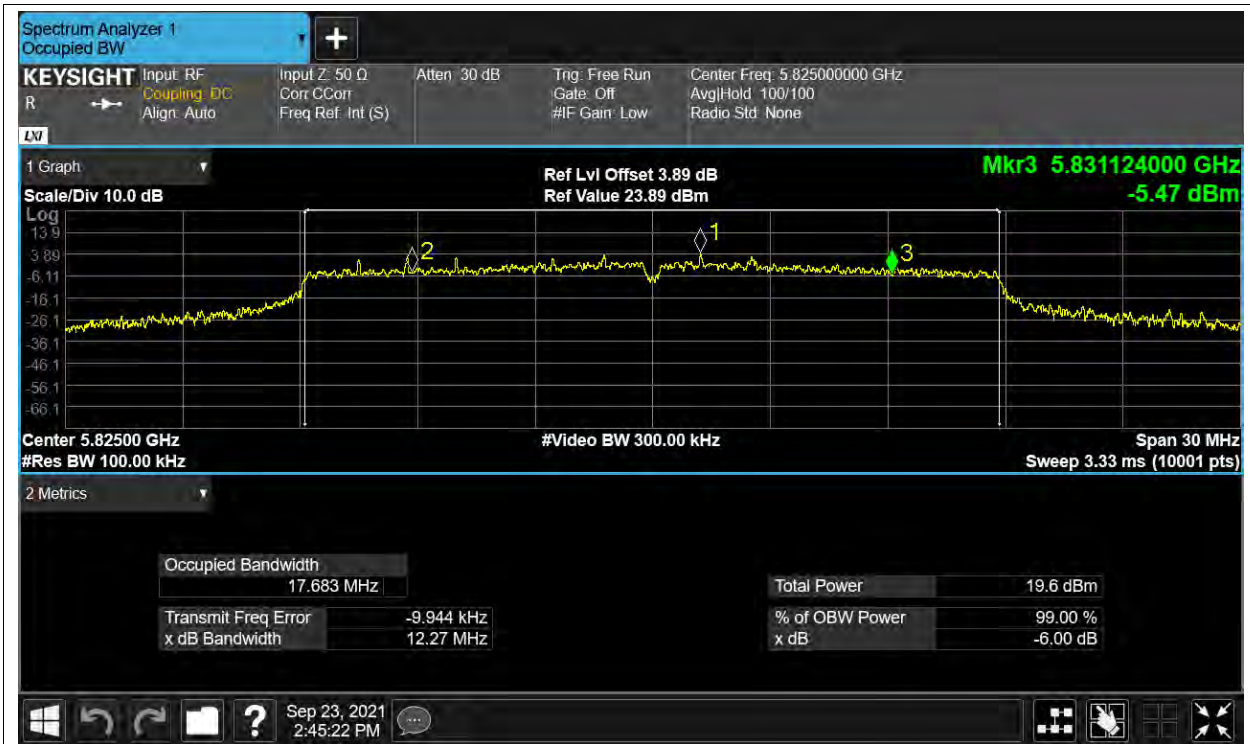 Spectrum Analyzer 1
Occupied BW
KEYSIGHT
R
LXI
Input: RF
Coupling: DC
Align: Auto
Input Z: 50 Ω
Corr CCorr
Freq Ref: Int (S)
Atten: 30 dB
Trig: Free Run
Gate: Off
#IF Gain: Low
Center Freq: 5.825000000 GHz
Avg|Hold: 100/100
Radio Std: None
1 Graph
Scale/Div 10.0 dB
Ref Lvl Offset 3.89 dB
Ref Value 23.89 dBm
Mkr3 5.831124000 GHz
-5.47 dBm
Log
13.9
3.89
-6.11
-16.1
-26.1
-36.1
-46.1
-56.1
-66.1
1
2
3
Center 5.82500 GHz
#Res BW 100.00 kHz
#Video BW 300.00 kHz
Span 30 MHz
Sweep 3.33 ms (10001 pts)
2 Metrics
Occupied Bandwidth
17.683 MHz
Transmit Freq Error -9.944 kHz
x dB Bandwidth 12.27 MHz
Total Power 19.6 dBm
% of OBW Power 99.00 %
x dB -6.00 dB
?
Sep 23, 2021
2:45:22 PM